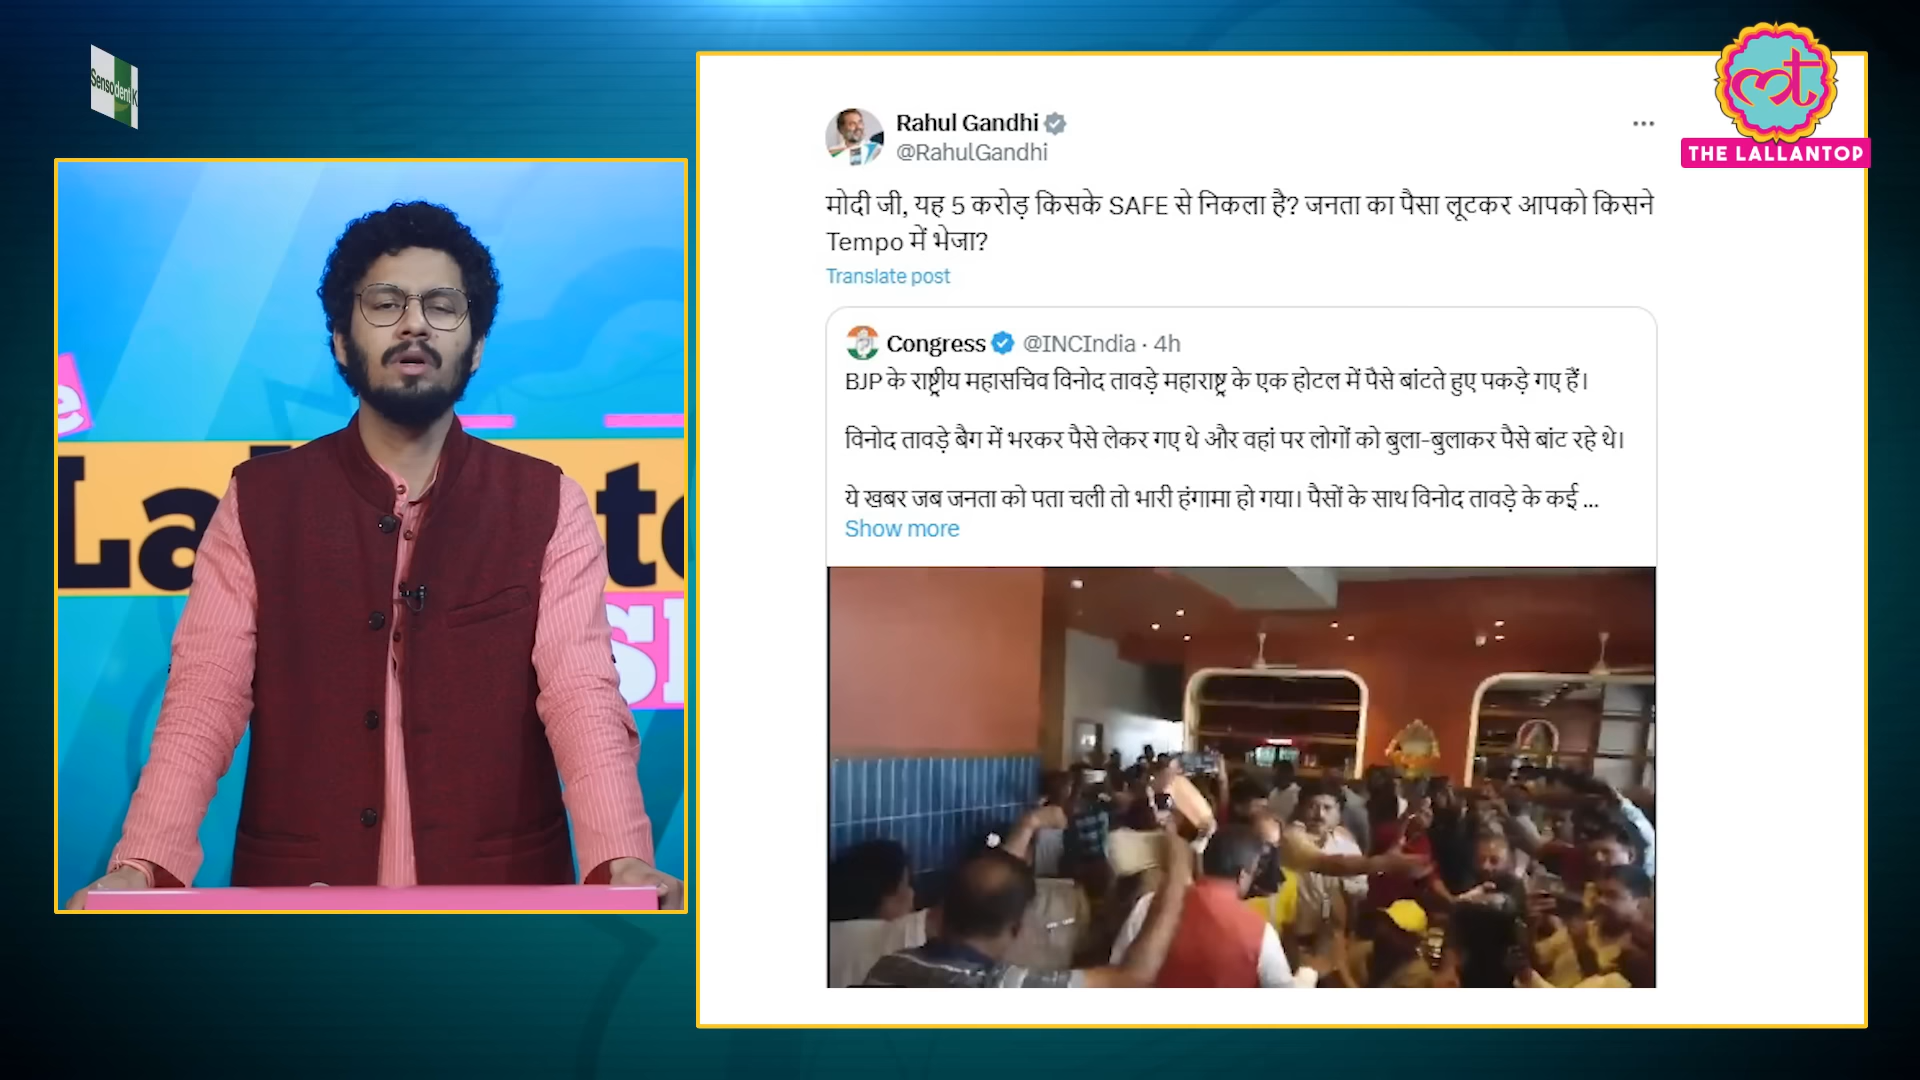 Sensodent K
THE LALLANTOP
Rahul Gandhi
@RahulGandhi
मोदी जी, यह 5 करोड़ किसके SAFE से निकला है? जनता का पैसा लूटकर आपको किसने
Tempo में भेजा?
Translate post
Congress @INCIndia · 4h
BJP के राष्ट्रीय महासचिव विनोद तावड़े महाराष्ट्र के एक होटल में पैसे बांटते हुए पकड़े गए हैं।
विनोद तावड़े बैग में भरकर पैसे लेकर गए थे और वहां पर लोगों को बुला-बुलाकर पैसे बांट रहे थे।
ये खबर जब जनता को पता चली तो भारी हंगामा हो गया। पैसों के साथ विनोद तावड़े के कई ...
Show more